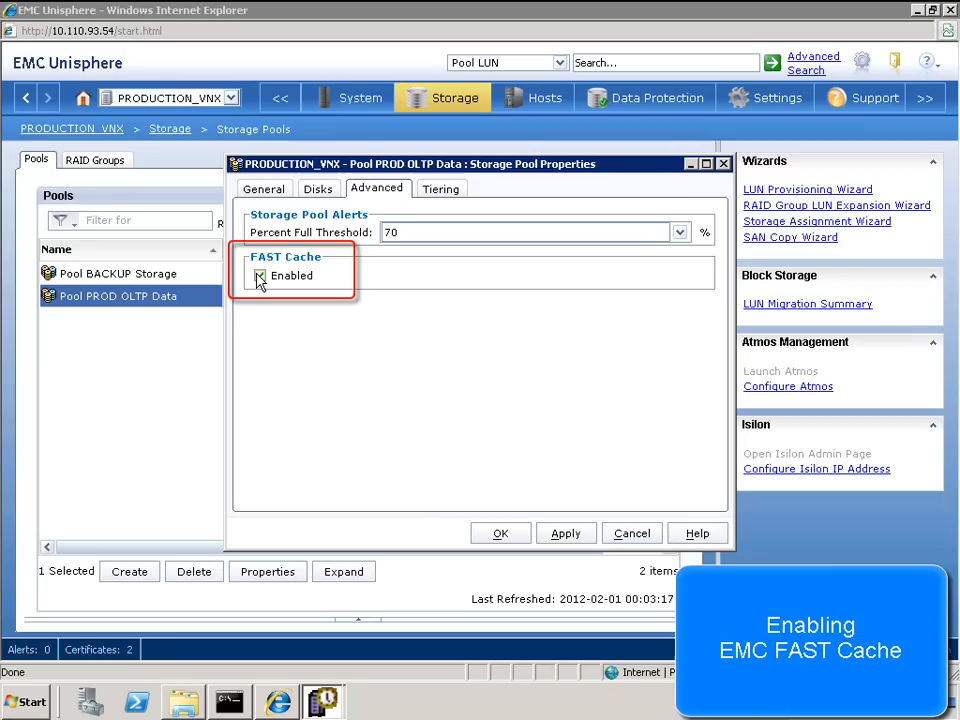 EMC Unisphere - Windows Internet Explorer
http://10.110.93.54/start.html
EMC Unisphere
Pool LUN
Search...
Advanced
Search
PRODUCTION_VNX
<<
System
Storage
Hosts
Data Protection
Settings
Support
>>
PRODUCTION_VNX > Storage > Storage Pools
Pools
RAID Groups
Pools
Filter for
R
Name
Pool BACKUP Storage
Pool PROD OLTP Data
PRODUCTION_VNX - Pool PROD OLTP Data : Storage Pool Properties
General
Disks
Advanced
Tiering
Storage Pool Alerts
Percent Full Threshold: 70 %
FAST Cache
Enabled
OK
Apply
Cancel
Help
1 Selected
Create
Delete
Properties
Expand
2 items
Last Refreshed: 2012-02-01 00:03:17
Wizards
LUN Provisioning Wizard
RAID Group LUN Expansion Wizard
Storage Assignment Wizard
SAN Copy Wizard
Block Storage
LUN Migration Summary
Atmos Management
Launch Atmos
Configure Atmos
Isilon
Open Isilon Admin Page
Configure Isilon IP Address
Enabling
EMC FAST Cache
Alerts: 0
Certificates: 2
Done
Internet | P
Start